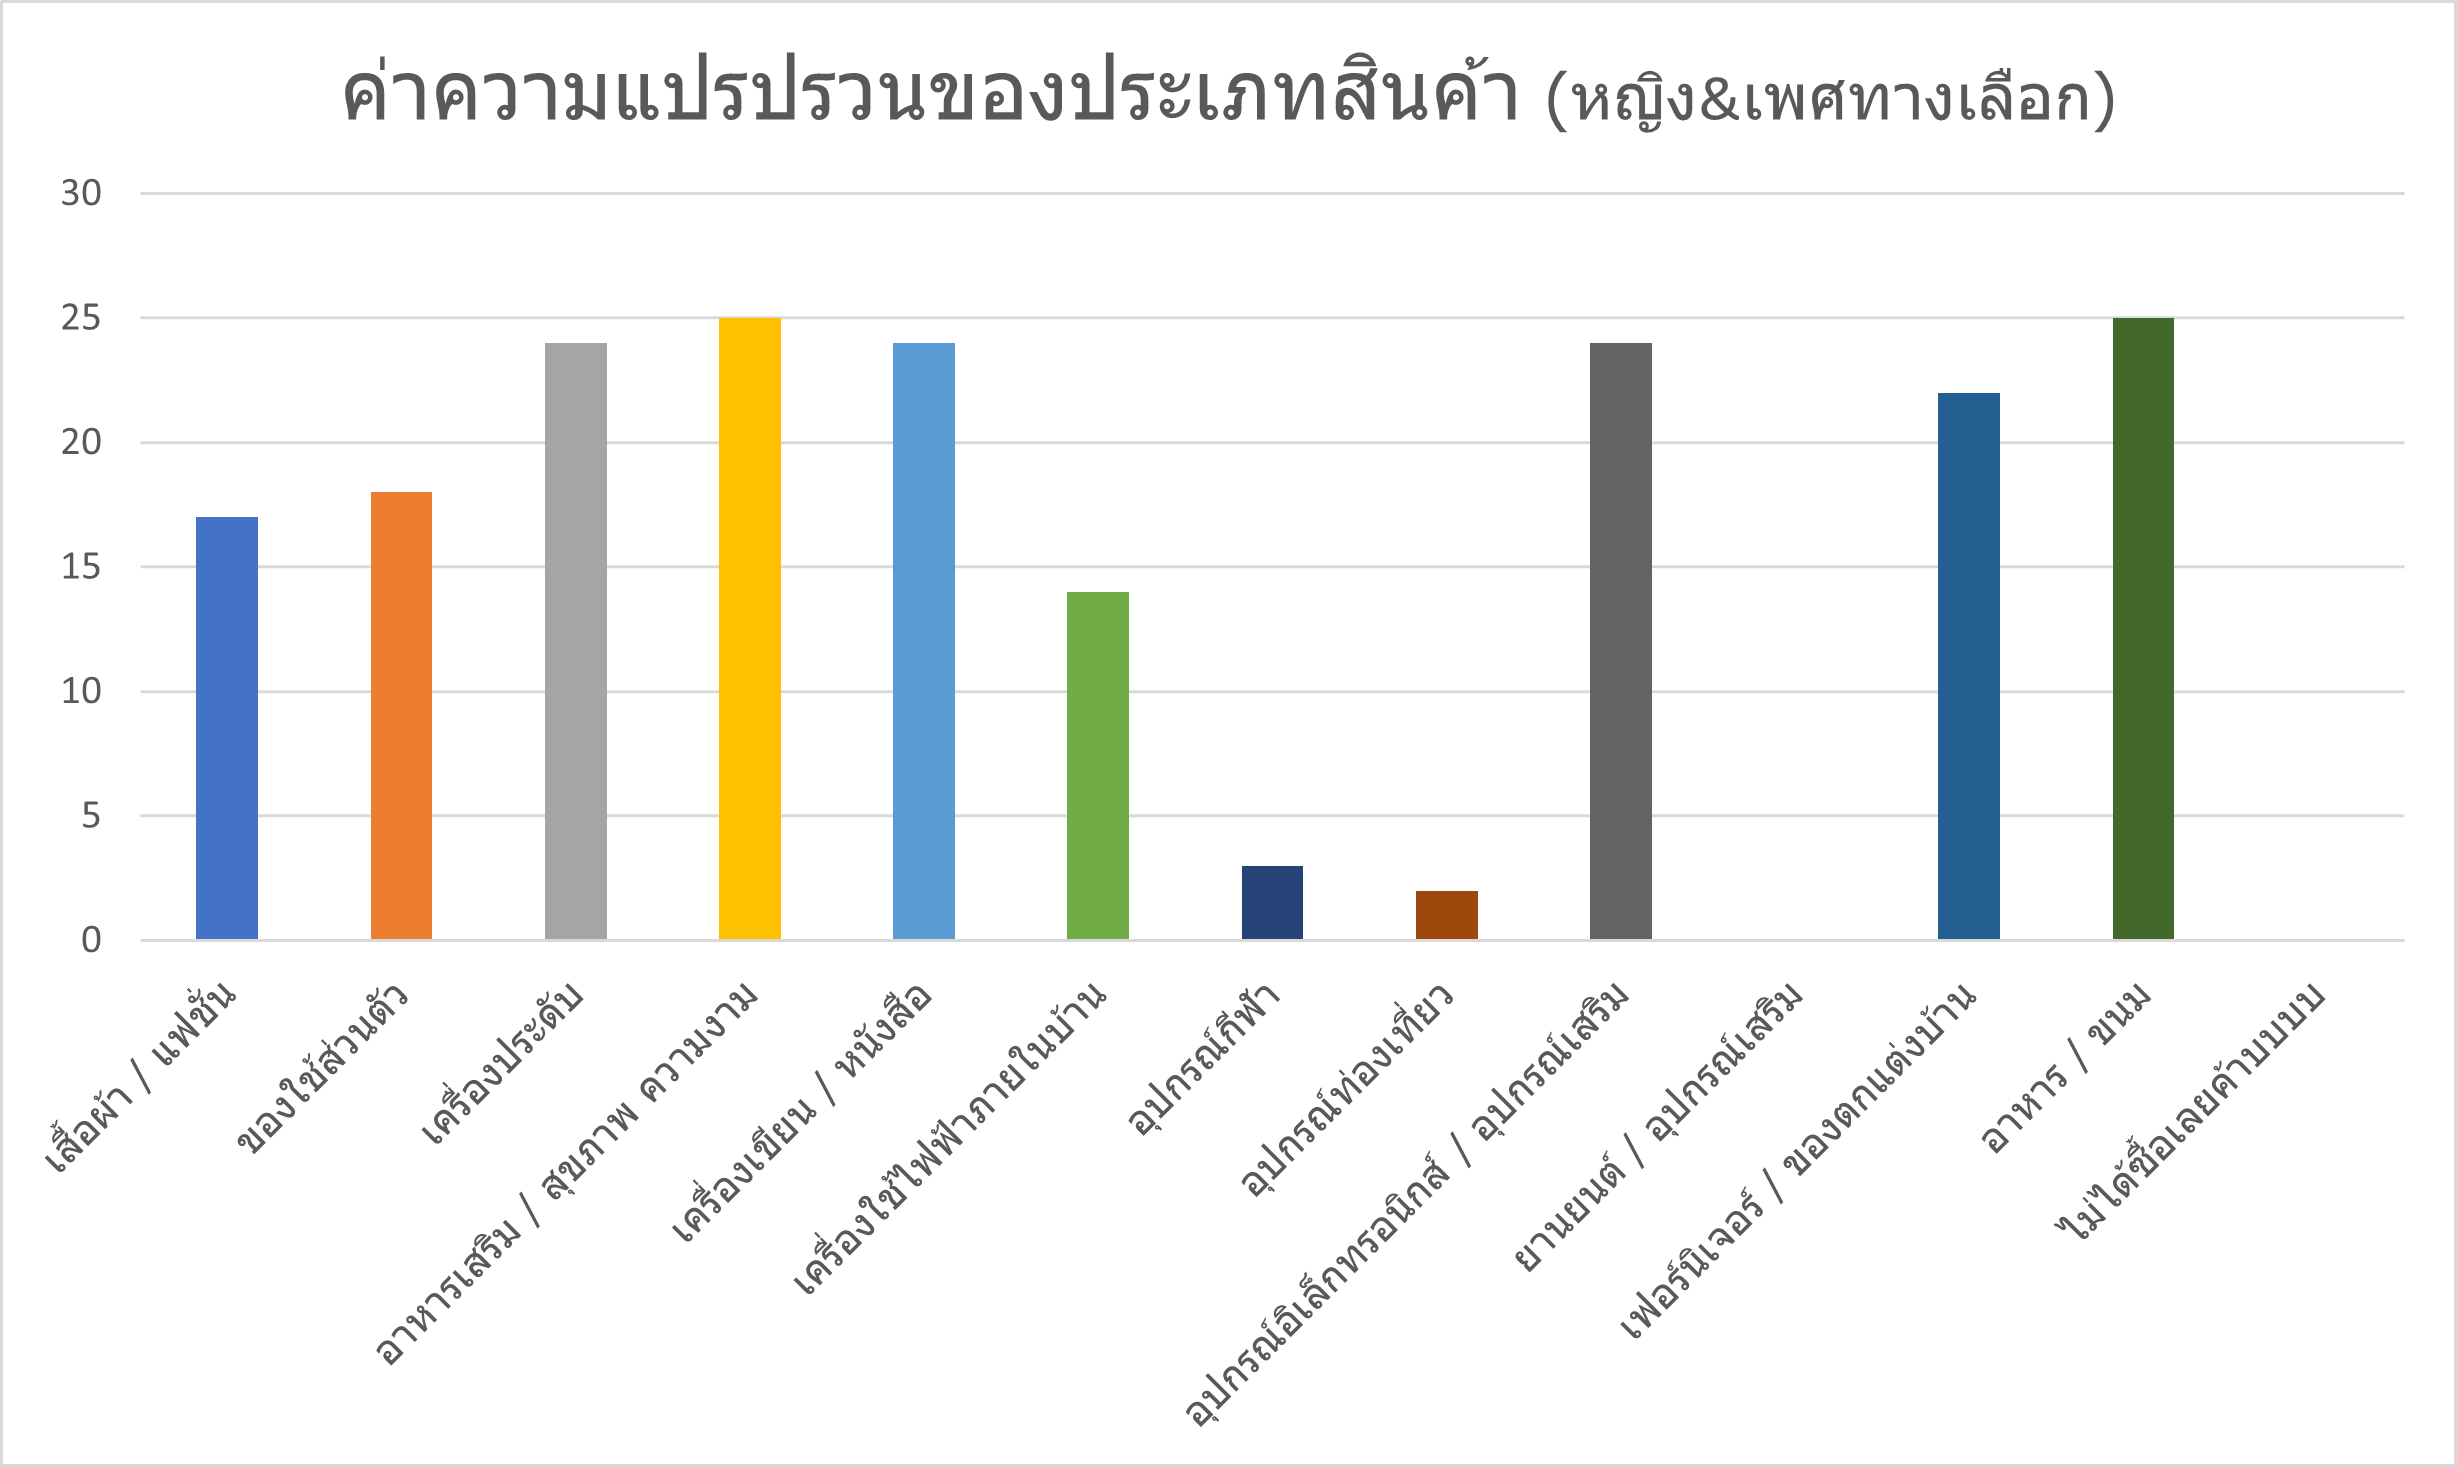 ค่าความแปรปรวนของประเภทสินค้า (หญิง&เพศทางเลือก)
30
25
20
15
10
5
0
เสื้อผ้า / แฟชั่น
ของใช้ส่วนตัว
เครื่องประดับ
อาหารเสริม / สุขภาพ ความงาม
เครื่องเขียน / หนังสือ
เครื่องใช้ไฟฟ้าภายในบ้าน
อุปกรณ์กีฬา
อุปกรณ์ท่องเที่ยว
อุปกรณ์อิเล็กทรอนิกส์ / อุปกรณ์เสริม
ยานยนต์ / อุปกรณ์เสริม
เฟอร์นิเจอร์ / ของตกแต่งบ้าน
อาหาร / ขนม
ไม่ได้ซื้อเลยค้าบบบ